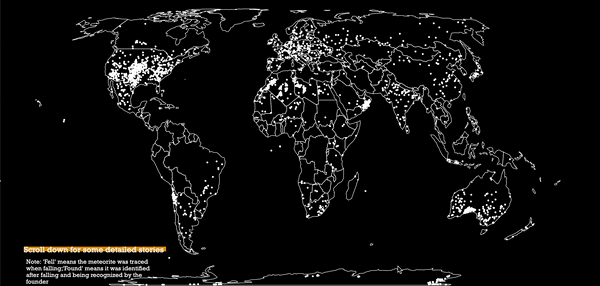 Scroll down for some detailed stories
Note: 'Fell' means the meteorite was traced
when falling;'Found' means it was identified
after falling and being recognized by the
founder